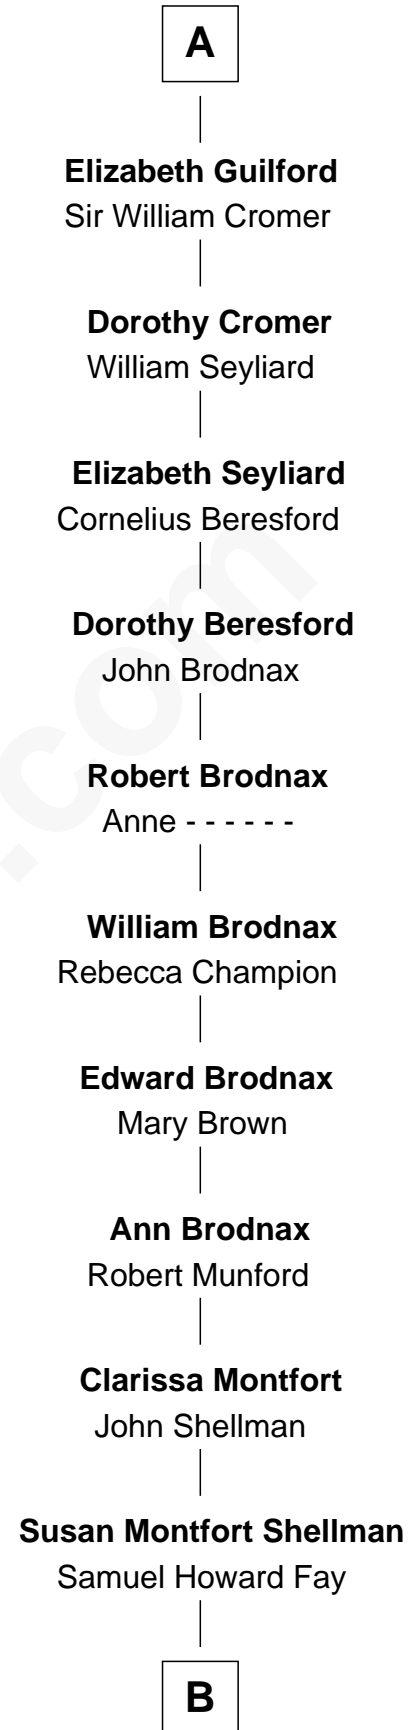 A
Elizabeth Guilford
Sir William Cromer
Dorothy Cromer
William Seyliard
Elizabeth Seyliard
Cornelius Beresford
Dorothy Beresford
John Brodnax
Robert Brodnax
Anne - - - - - -
William Brodnax
Rebecca Champion
Edward Brodnax
Mary Brown
Ann Brodnax
Robert Munford
Clarissa Montfort
John Shellman
Susan Montfort Shellman
Samuel Howard Fay
B
.com